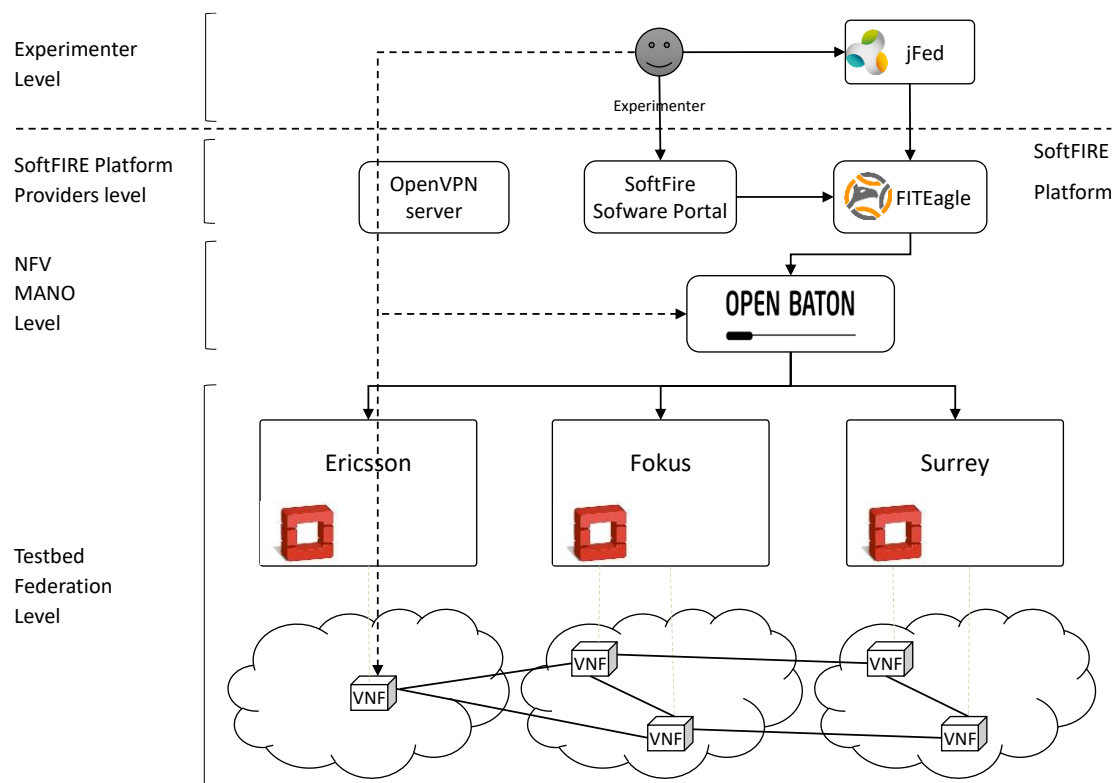 Experimenter
Level
jFed
Experimenter
SoftFIRE Platform
Providers level
OpenVPN
server
SoftFire
Sofware Portal
FITEagle
SoftFIRE
Platform
NFV
MANO
Level
OPEN BATON
Ericsson
Fokus
Surrey
Testbed
Federation
Level
VNF
VNF
VNF
VNF
VNF